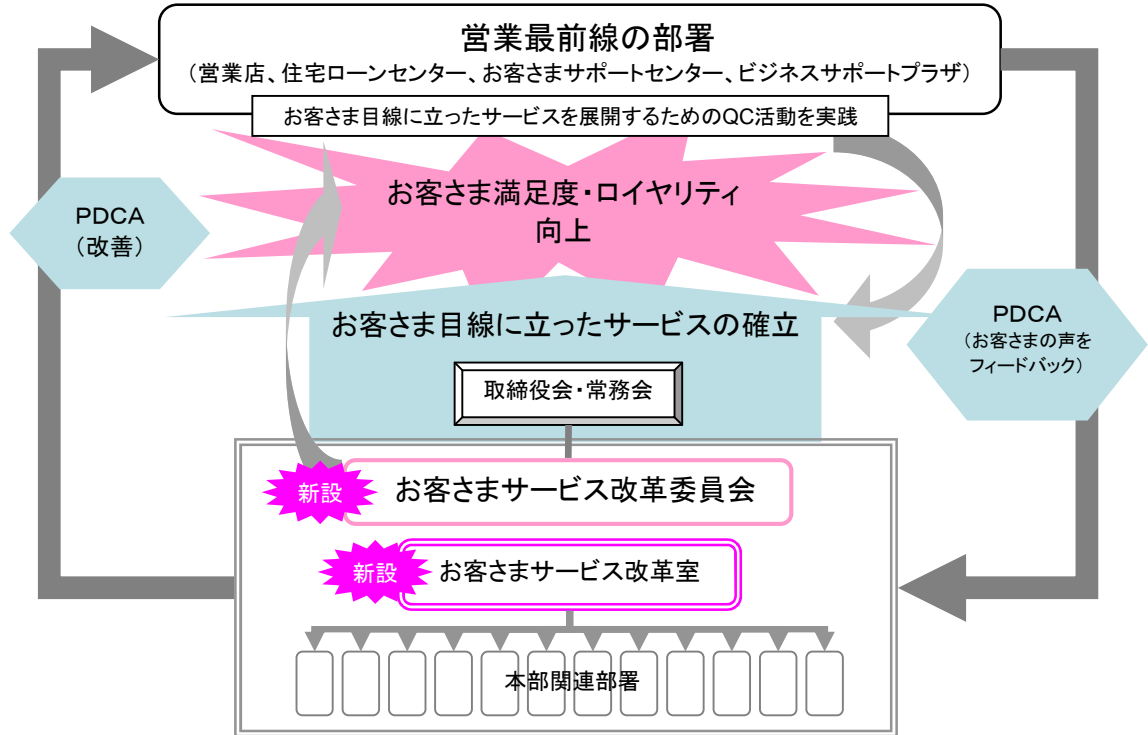 営業最前線の部署
（営業店、住宅ローンセンター、お客さまサポートセンター、ビジネスサポートプラザ）
お客さま目線に立ったサービスを展開するためのQC活動を実践
お客さま満足度・ロイヤリティ
向上
PDCA
（改善）
お客さま目線に立ったサービスの確立
PDCA
（お客さまの声を
フィードバック）
取締役会・常務会
新設
お客さまサービス改革委員会
新設
お客さまサービス改革室
本部関連部署